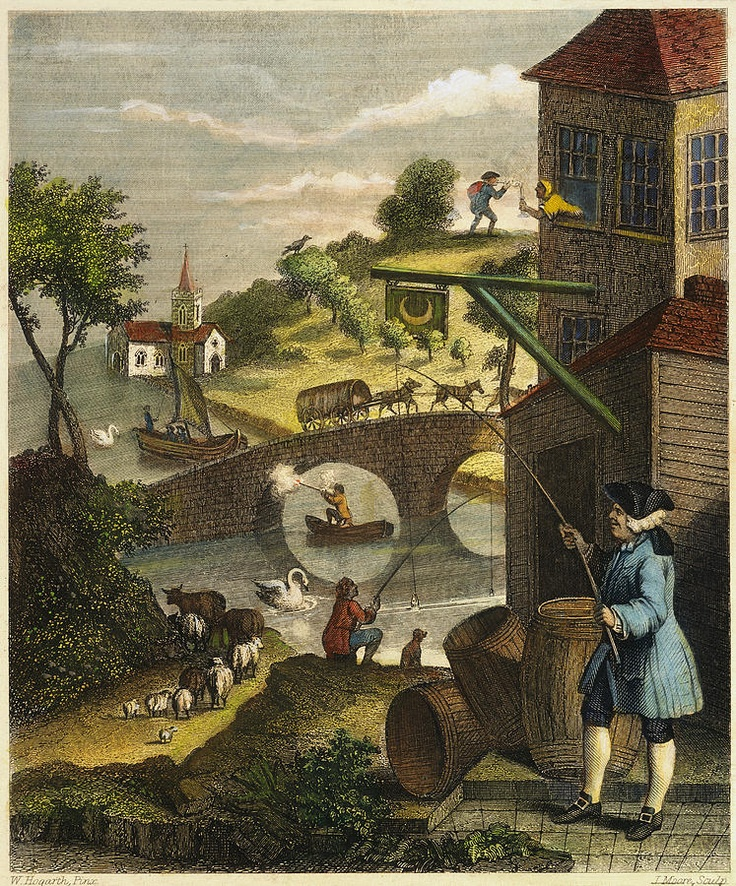 W. Hogarth, Pinx.
I. Moore, Sculp.